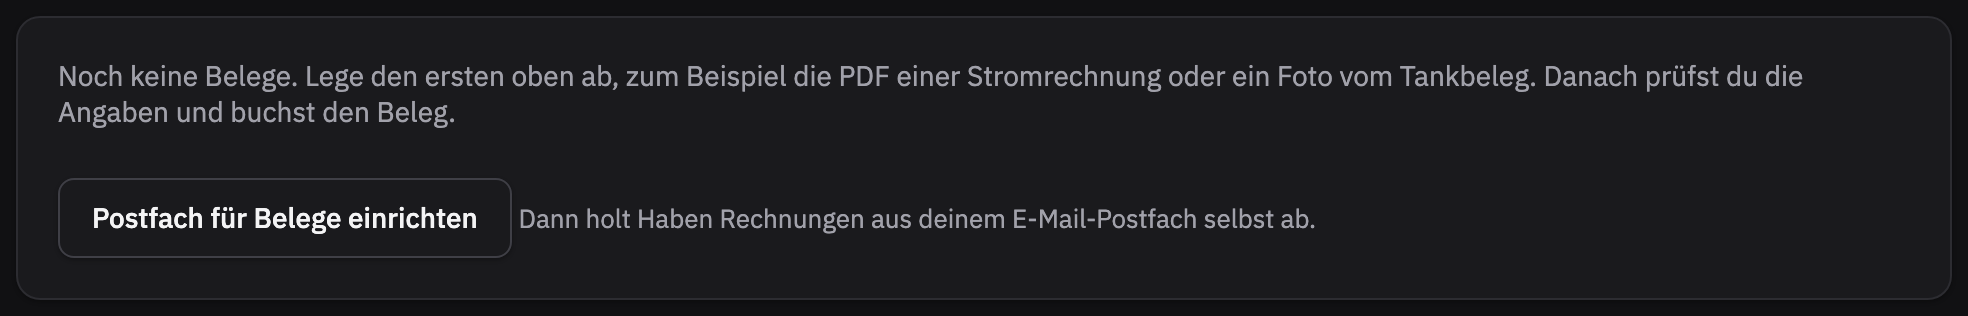 Noch keine Belege. Lege den ersten oben ab, zum Beispiel die PDF einer Stromrechnung oder ein Foto vom Tankbeleg. Danach prüfst du die
Angaben und buchst den Beleg.
Postfach für Belege einrichten Dann holt Haben Rechnungen aus deinem E-Mail-Postfach selbst ab.